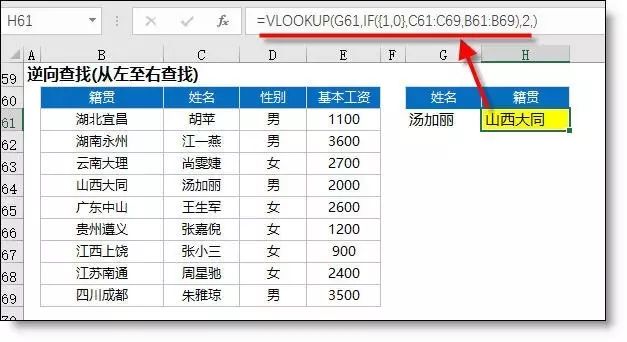 H61 =VLOOKUP(G61,IF({1,0},C61:C69,B61:B69),2,)
A B C D E F G H
59 逆向查找(从左至右查找)
60 籍贯 姓名 性别 基本工资 姓名 籍贯
61 湖北宜昌 胡苹 男 1100 汤加丽 山西大同
62 湖南永州 江一燕 男 3600
63 云南大理 尚雯婕 女 2700
64 山西大同 汤加丽 男 2000
65 广东中山 王生军 女 2600
66 贵州遵义 张嘉倪 女 1200
67 江西上饶 张小三 女 900
68 江苏南通 周星驰 女 2400
69 四川成都 朱雅琼 男 3500